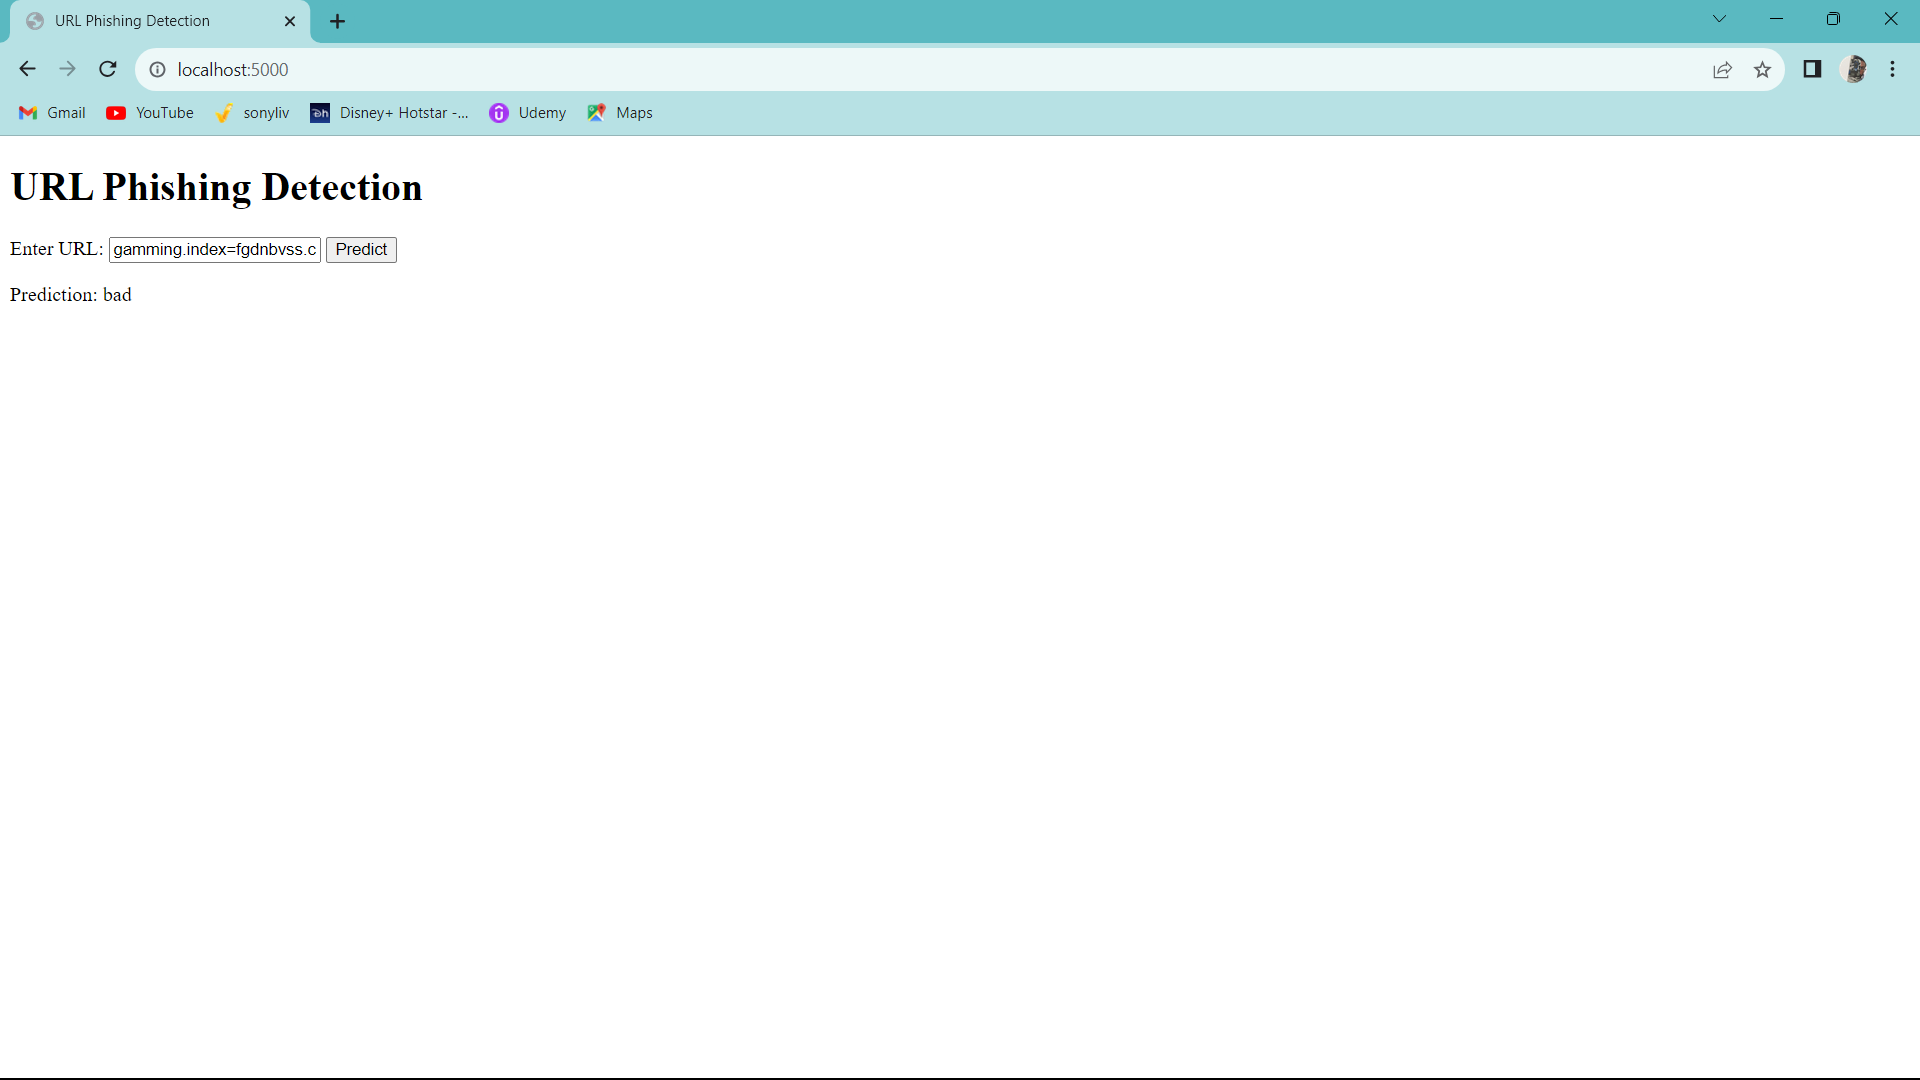 URL Phishing Detection
localhost:5000
Gmail YouTube sonyliv Disney+ Hotstar -... Udemy Maps
URL Phishing Detection
Enter URL: gamming.index=fgdnbvss.c Predict
Prediction: bad